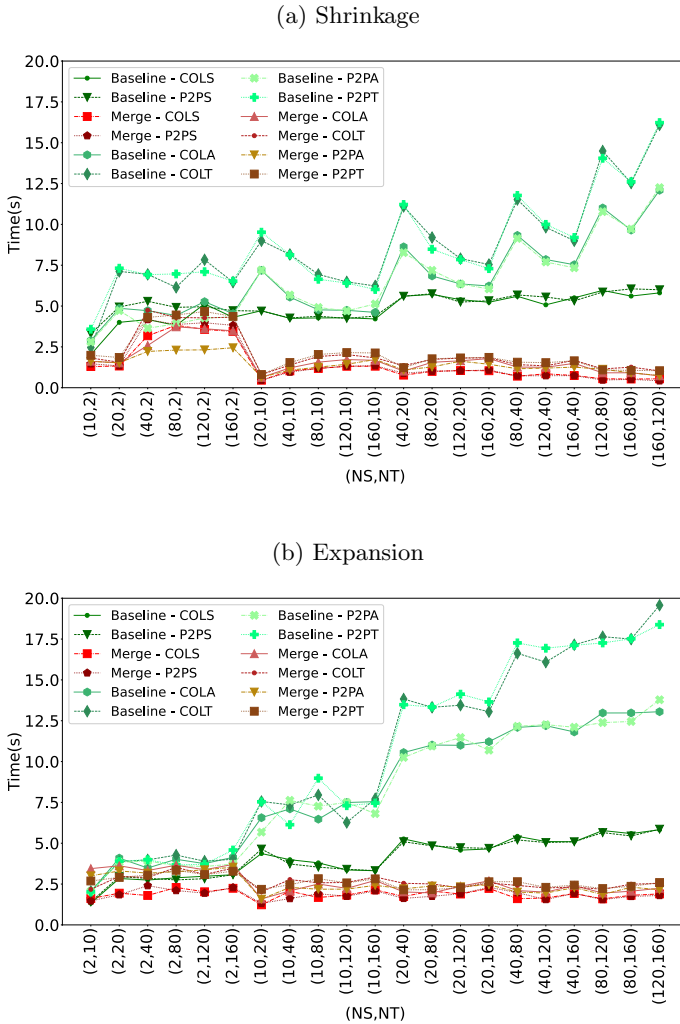 (a) Shrinkage
20.0
17.5
15.0
12.5
10.0
7.5
5.0
2.5
0.0
Time(s)
Baseline - COLS
Baseline - P2PS
Merge - COLS
Merge - P2PS
Baseline - COLA
Baseline - COLT
Baseline - P2PA
Baseline - P2PT
Merge - COLA
Merge - COLT
Merge - P2PA
Merge - P2PT
(10,2)
(20,2)
(40,2)
(80,2)
(120,2)
(160,2)
(20,10)
(40,10)
(80,10)
(120,10)
(160,10)
(40,20)
(80,20)
(120,20)
(160,20)
(80,40)
(120,40)
(160,40)
(120,80)
(160,80)
(160,120)
(NS,NT)
(b) Expansion
20.0
17.5
15.0
12.5
10.0
7.5
5.0
2.5
0.0
Time(s)
Baseline - COLS
Baseline - P2PS
Merge - COLS
Merge - P2PS
Baseline - COLA
Baseline - COLT
Baseline - P2PA
Baseline - P2PT
Merge - COLA
Merge - COLT
Merge - P2PA
Merge - P2PT
(2,10)
(2,20)
(2,40)
(2,80)
(2,120)
(2,160)
(10,20)
(10,40)
(10,80)
(10,120)
(10,160)
(20,40)
(20,80)
(20,120)
(20,160)
(40,80)
(40,120)
(40,160)
(80,120)
(80,160)
(120,160)
(NS,NT)